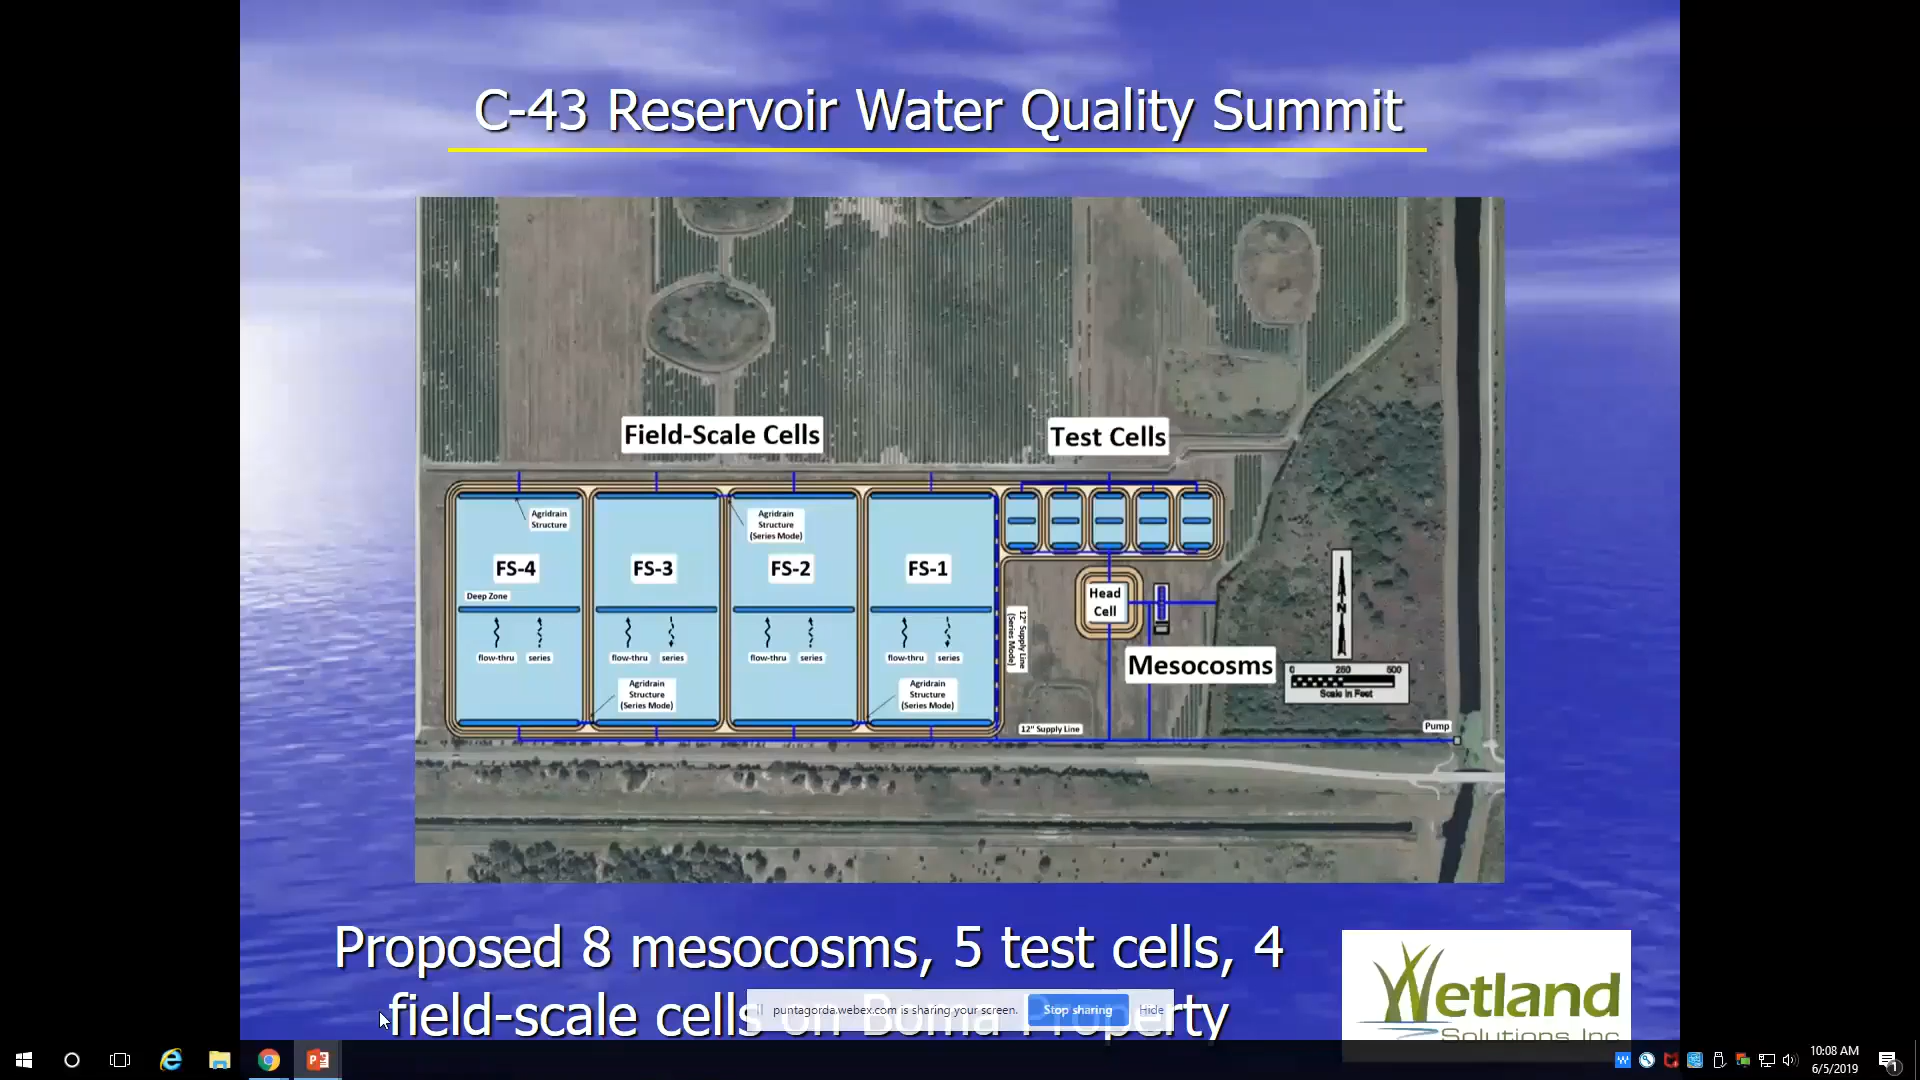 C-43 Reservoir Water Quality Summit
Field-Scale Cells
Test Cells
Agridrain
Structure
Agridrain
Structure
(Series Mode)
FS-4
FS-3
FS-2
FS-1
Head
Cell
Deep Zone
flow-thru
series
flow-thru
series
flow-thru
series
flow-thru
series
12" Supply Line
(Series Mode)
Mesocosms
N
0 250 500
Scale in Feet
Agridrain
Structure
(Series Mode)
Agridrain
Structure
(Series Mode)
12" Supply Line
Pump
Proposed 8 mesocosms, 5 test cells, 4
field-scale cells on Boma Property
puntagorda.webex.com is sharing your screen.
Stop sharing
Hide
Wetland
Solutions Inc
10:08 AM
6/5/2019
1